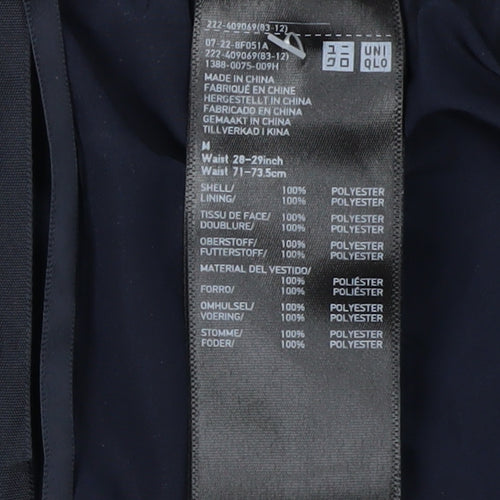 222-409069(83-12)
07-22-8F051A
222-409069(83-12)
1388-0075-009H
ユニ
クロ
UNI
QLO
MADE IN CHINA
FABRIQUÉ EN CHINE
HERGESTELLT IN CHINA
FABRICADO EN CHINA
GEMAAKT IN CHINA
TILLVERKAD I KINA
M
Waist 28-29inch
Waist 71-73.5cm
SHELL/ 100% POLYESTER
LINING/ 100% POLYESTER
TISSU DE FACE/ 100% POLYESTER
DOUBLURE/ 100% POLYESTER
OBERSTOFF/ 100% POLYESTER
FUTTERSTOFF/ 100% POLYESTER
MATERIAL DEL VESTIDO/
100% POLIÉSTER
FORRO/ 100% POLIÉSTER
OMHULSEL/ 100% POLYESTER
VOERING/ 100% POLYESTER
STOMME/ 100% POLYESTER
FODER/ 100% POLYESTER